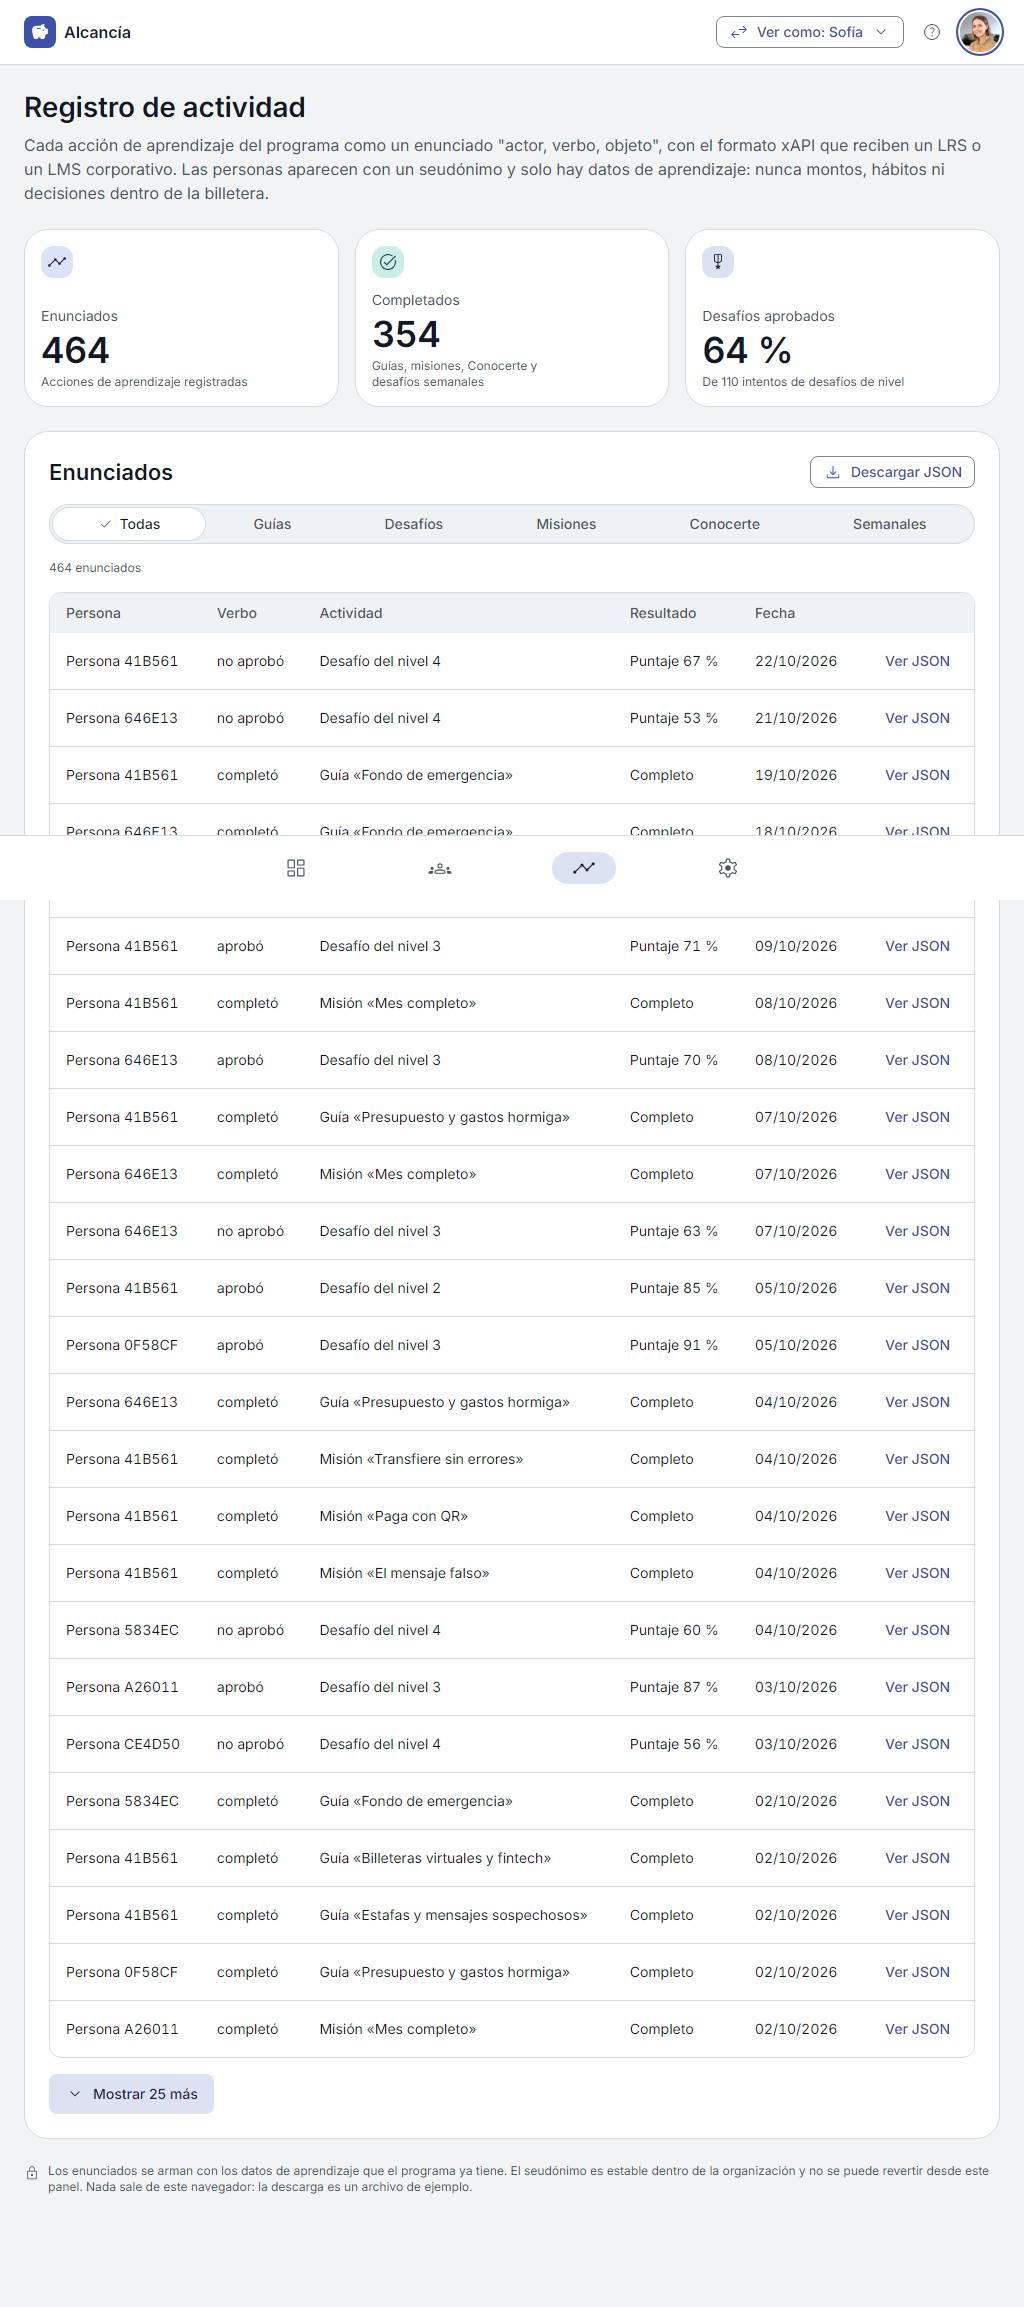 Alcancía
Ver como: Sofía
Registro de actividad
Cada acción de aprendizaje del programa como un enunciado "actor, verbo, objeto", con el formato xAPI que reciben un LRS o
un LMS corporativo. Las personas aparecen con un seudónimo y solo hay datos de aprendizaje: nunca montos, hábitos ni
decisiones dentro de la billetera.
Enunciados
464
Acciones de aprendizaje registradas
Completados
354
Guías, misiones, Conocerte y
desafíos semanales
Desafíos aprobados
64 %
De 110 intentos de desafíos de nivel
Enunciados
Descargar JSON
Todas Guías Desafíos Misiones Conocerte Semanales
464 enunciados
Persona Verbo Actividad Resultado Fecha
Persona 41B561 no aprobó Desafío del nivel 4 Puntaje 67 % 22/10/2026 Ver JSON
Persona 646E13 no aprobó Desafío del nivel 4 Puntaje 53 % 21/10/2026 Ver JSON
Persona 41B561 completó Guía «Fondo de emergencia» Completo 19/10/2026 Ver JSON
Persona 646E13 completó Guía «Fondo de emergencia» Completo 18/10/2026 Ver JSON
Persona 41B561 aprobó Desafío del nivel 3 Puntaje 71 % 09/10/2026 Ver JSON
Persona 41B561 completó Misión «Mes completo» Completo 08/10/2026 Ver JSON
Persona 646E13 aprobó Desafío del nivel 3 Puntaje 70 % 08/10/2026 Ver JSON
Persona 41B561 completó Guía «Presupuesto y gastos hormiga» Completo 07/10/2026 Ver JSON
Persona 646E13 completó Misión «Mes completo» Completo 07/10/2026 Ver JSON
Persona 646E13 no aprobó Desafío del nivel 3 Puntaje 63 % 07/10/2026 Ver JSON
Persona 41B561 aprobó Desafío del nivel 2 Puntaje 85 % 05/10/2026 Ver JSON
Persona 0F58CF aprobó Desafío del nivel 3 Puntaje 91 % 05/10/2026 Ver JSON
Persona 646E13 completó Guía «Presupuesto y gastos hormiga» Completo 04/10/2026 Ver JSON
Persona 41B561 completó Misión «Transfiere sin errores» Completo 04/10/2026 Ver JSON
Persona 41B561 completó Misión «Paga con QR» Completo 04/10/2026 Ver JSON
Persona 41B561 completó Misión «El mensaje falso» Completo 04/10/2026 Ver JSON
Persona 5834EC no aprobó Desafío del nivel 4 Puntaje 60 % 04/10/2026 Ver JSON
Persona A26011 aprobó Desafío del nivel 3 Puntaje 87 % 03/10/2026 Ver JSON
Persona CE4D50 no aprobó Desafío del nivel 4 Puntaje 56 % 03/10/2026 Ver JSON
Persona 5834EC completó Guía «Fondo de emergencia» Completo 02/10/2026 Ver JSON
Persona 41B561 completó Guía «Billeteras virtuales y fintech» Completo 02/10/2026 Ver JSON
Persona 41B561 completó Guía «Estafas y mensajes sospechosos» Completo 02/10/2026 Ver JSON
Persona 0F58CF completó Guía «Presupuesto y gastos hormiga» Completo 02/10/2026 Ver JSON
Persona A26011 completó Misión «Mes completo» Completo 02/10/2026 Ver JSON
Mostrar 25 más
Los enunciados se arman con los datos de aprendizaje que el programa ya tiene. El seudónimo es estable dentro de la organización y no se puede revertir desde este
panel. Nada sale de este navegador: la descarga es un archivo de ejemplo.